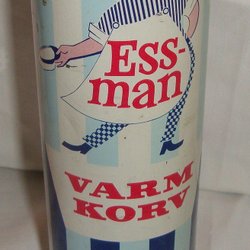 Ess-
man
VARM
KORV